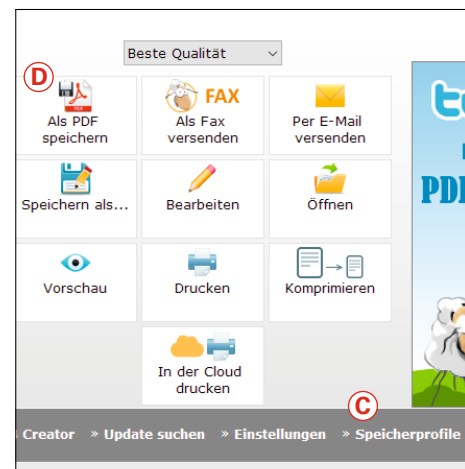 Beste Qualität
D
PDF
Als PDF
speichern
FAX
Als Fax
versenden
Per E-Mail
versenden
Speichern als...
Bearbeiten
Öffnen
Vorschau
Drucken
Komprimieren
In der Cloud
drucken
PDF
C
Creator » Update suchen » Einstellungen » Speicherprofile